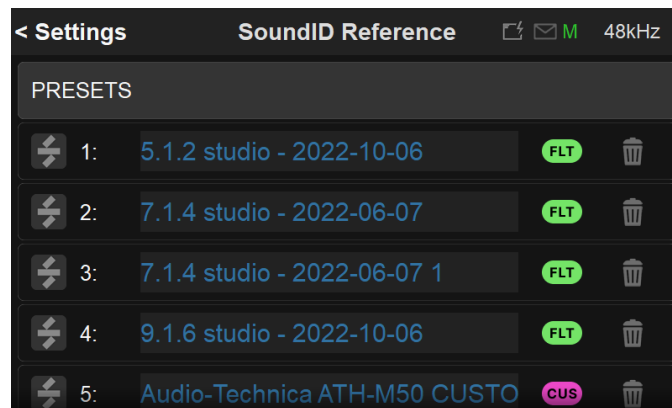 < Settings SoundID Reference M 48kHz
PRESETS
1: 5.1.2 studio - 2022-10-06 FLT
2: 7.1.4 studio - 2022-06-07 FLT
3: 7.1.4 studio - 2022-06-07 1 FLT
4: 9.1.6 studio - 2022-10-06 FLT
5: Audio-Technica ATH-M50 CUSTO CUS